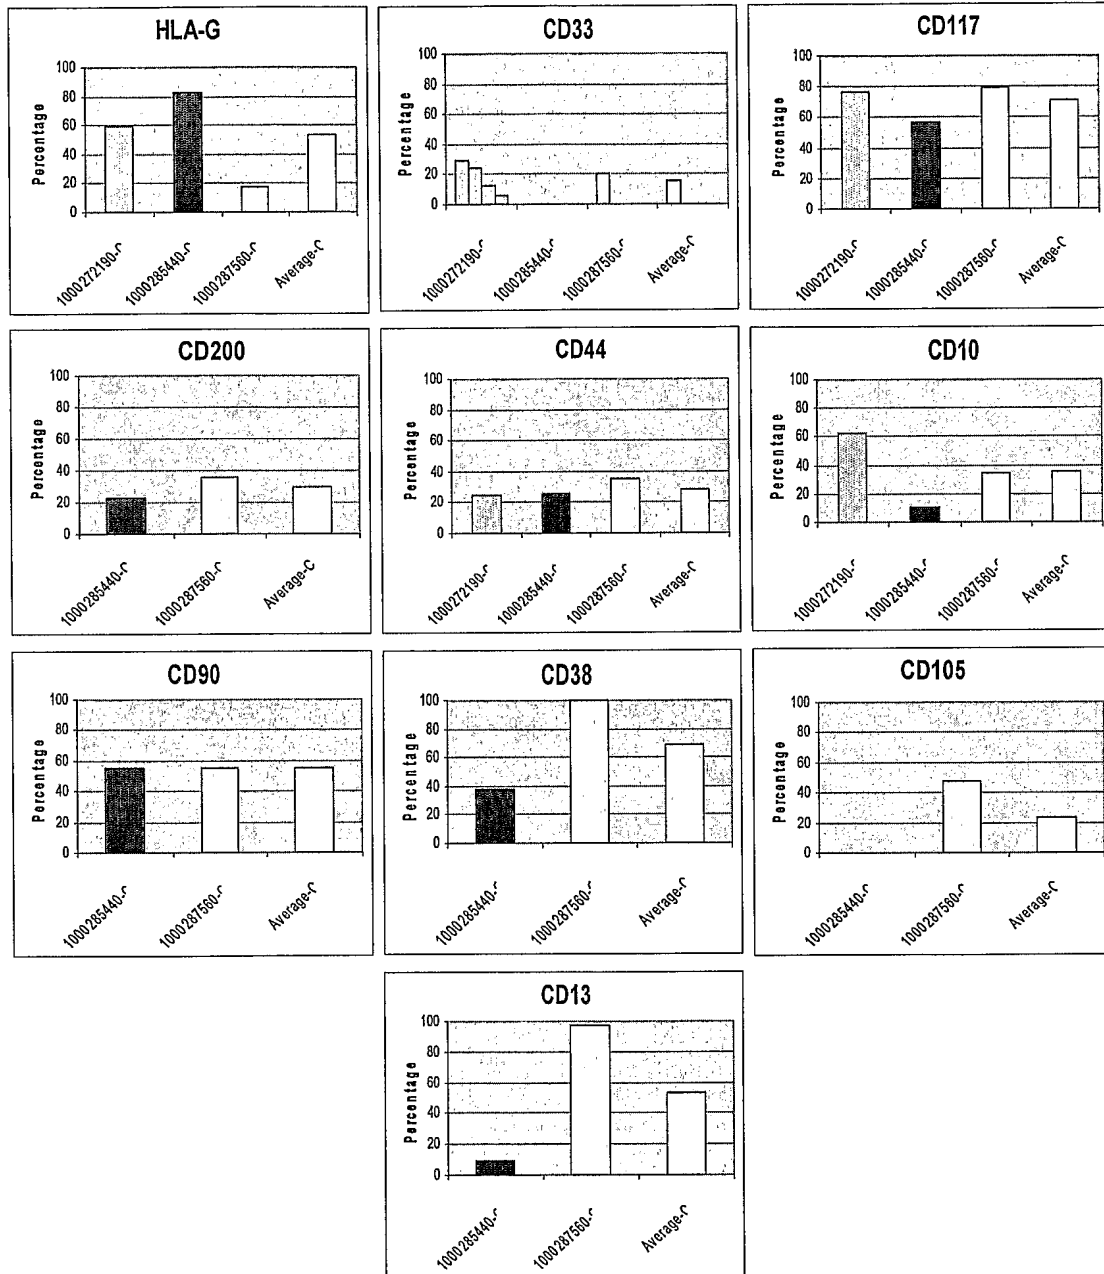 HLA-G
Percentage
100
80
60
40
20
0
1000272190-C
1000285440-C
1000287560-C
Average-C
CD33
Percentage
100
80
60
40
20
0
1000272190-C
1000285440-C
1000287560-C
Average-C
CD117
Percentage
100
80
60
40
20
0
1000272190-C
1000285440-C
1000287560-C
Average-C
CD200
Percentage
100
80
60
40
20
0
1000285440-C
1000287560-C
Average-C
CD44
Percentage
100
80
60
40
20
0
1000272190-C
1000285440-C
1000287560-C
Average-C
CD10
Percentage
100
80
60
40
20
0
1000272190-C
1000285440-C
1000287560-C
Average-C
CD90
Percentage
100
80
60
40
20
0
1000285440-C
1000287560-C
Average-C
CD38
Percentage
100
80
60
40
20
0
1000285440-C
1000287560-C
Average-C
CD105
Percentage
100
80
60
40
20
0
1000285440-C
1000287560-C
Average-C
CD13
Percentage
100
80
60
40
20
0
1000285440-C
1000287560-C
Average-C